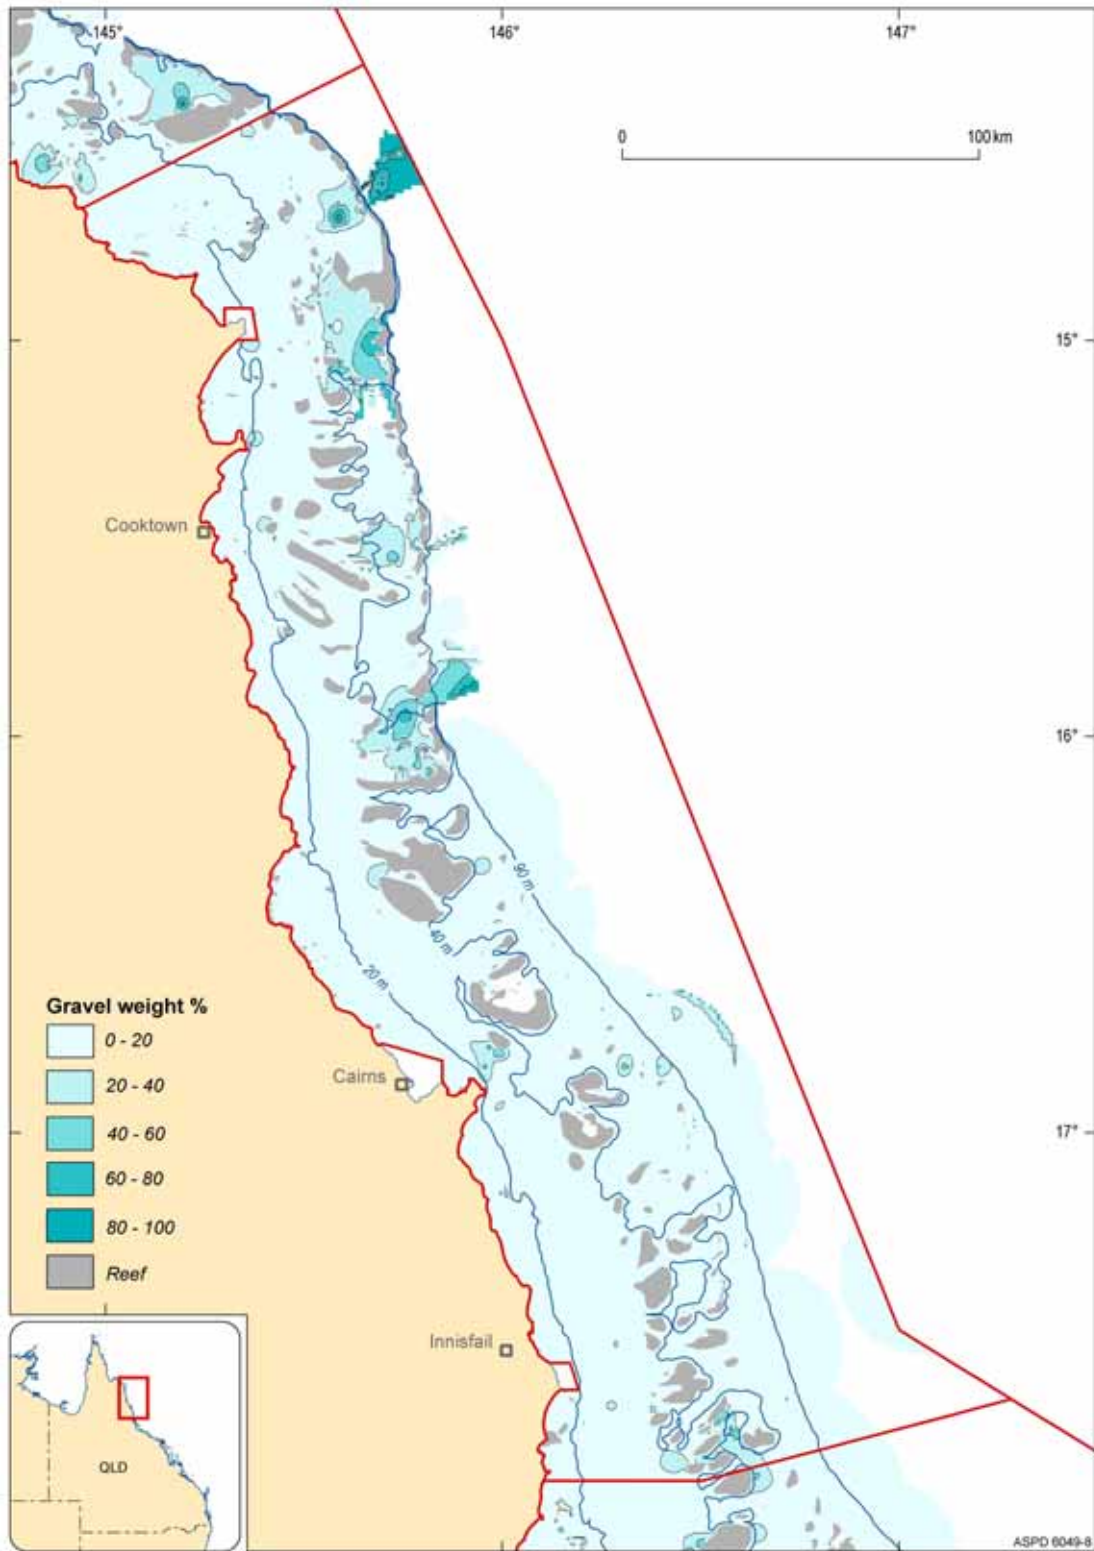 145°
146°
147°
0
100 km
15°
Cooktown
16°
90 m
40 m
20 m
Gravel weight %
0 - 20
20 - 40
40 - 60
60 - 80
80 - 100
Reef
Cairns
17°
Innisfail
QLD
ASPD 6049-8